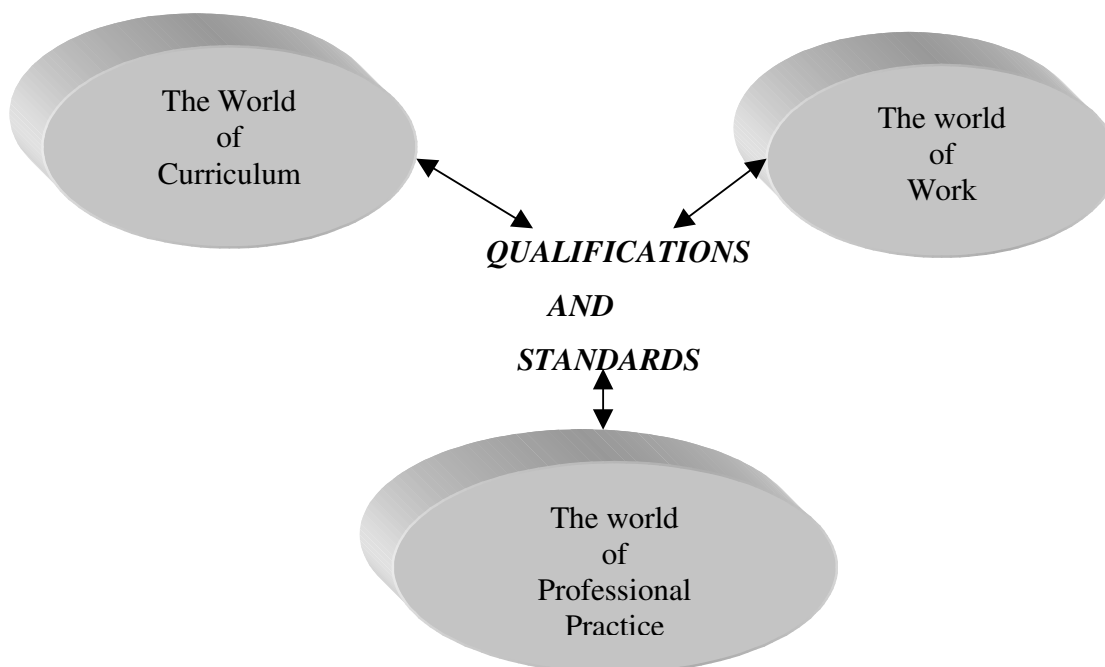 The World
of
Curriculum
The world
of
Work
QUALIFICATIONS
AND
STANDARDS
The world
of
Professional
Practice